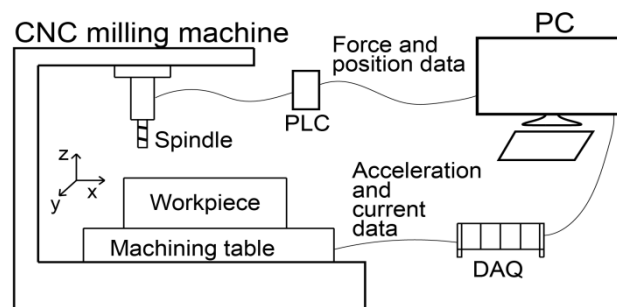 CNC milling machine
PC
Force and
position data
PLC
Spindle
z
x
y
Acceleration
and
current
data
Workpiece
Machining table
DAQ